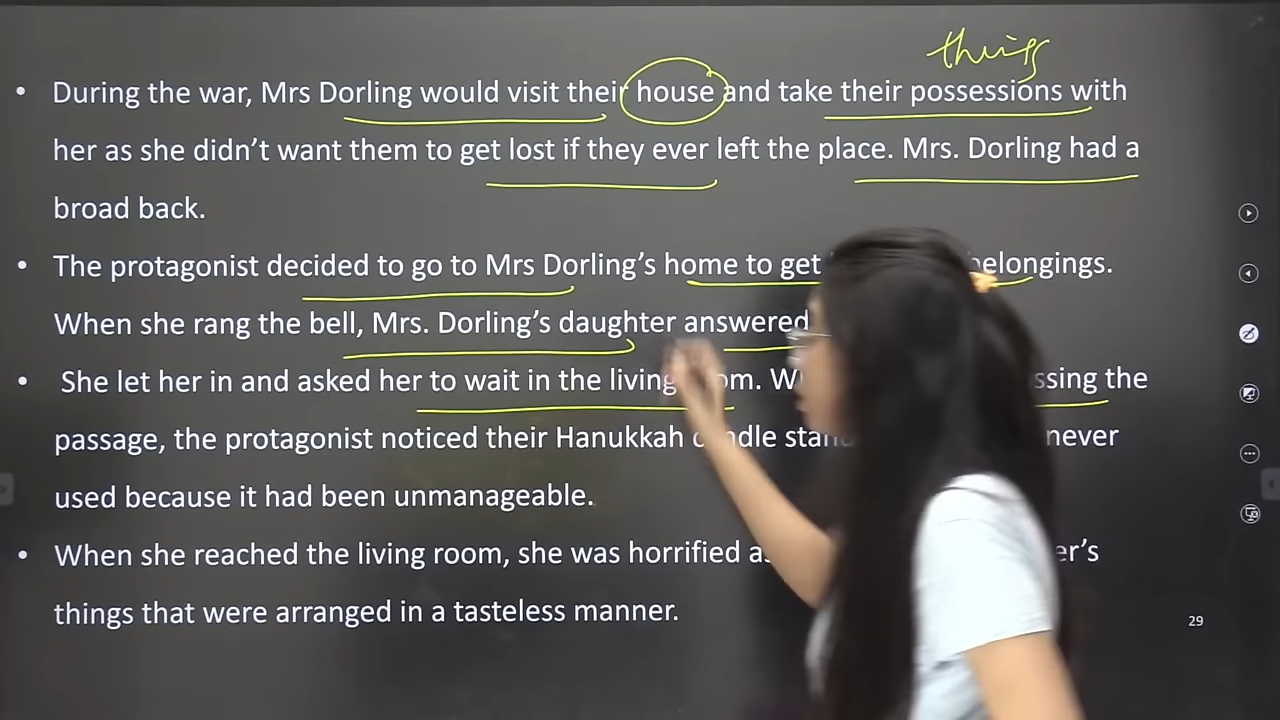 thing
• During the war, Mrs Dorling would visit their house and take their possessions with
her as she didn't want them to get lost if they ever left the place. Mrs. Dorling had a
broad back.
• The protagonist decided to go to Mrs Dorling's home to get belongings.
When she rang the bell, Mrs. Dorling's daughter answered
• She let her in and asked her to wait in the living room. the
passage, the protagonist noticed their Hanukkah candle never
used because it had been unmanageable.
• When she reached the living room, she was horrified
things that were arranged in a tasteless manner.
29